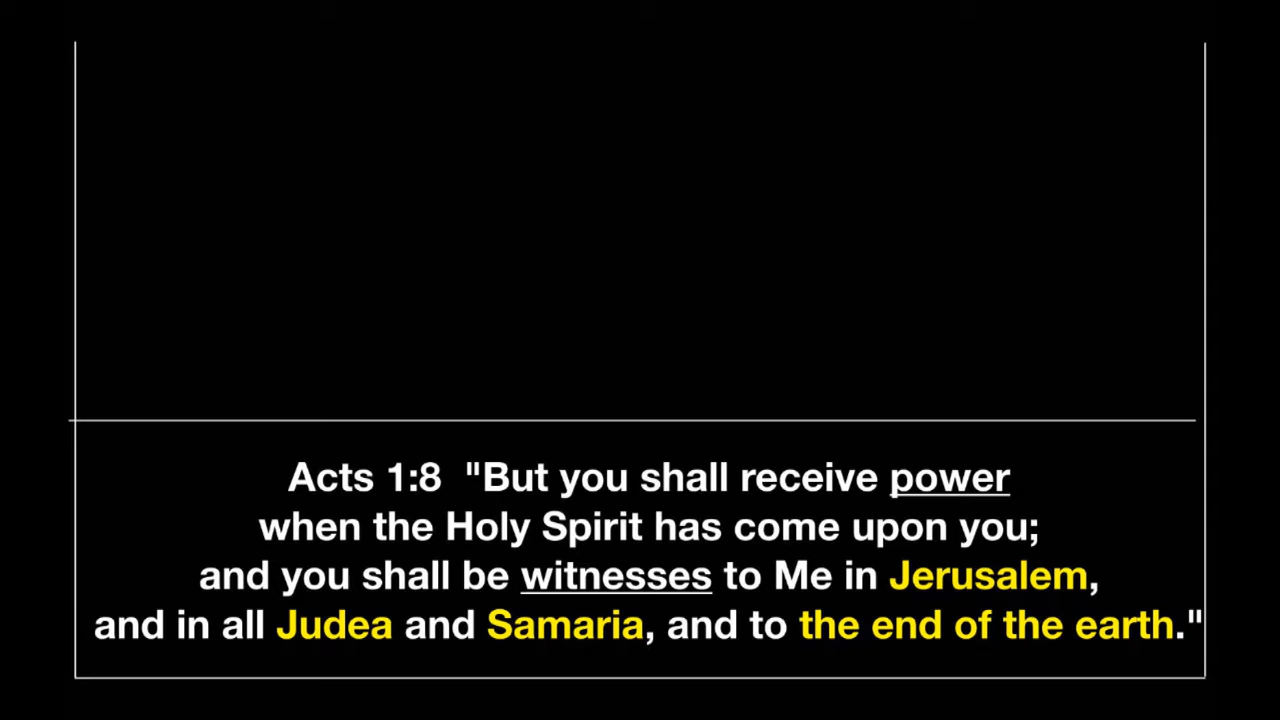 Acts 1:8  "But you shall receive power
when the Holy Spirit has come upon you;
and you shall be witnesses to Me in Jerusalem,
and in all Judea and Samaria, and to the end of the earth."